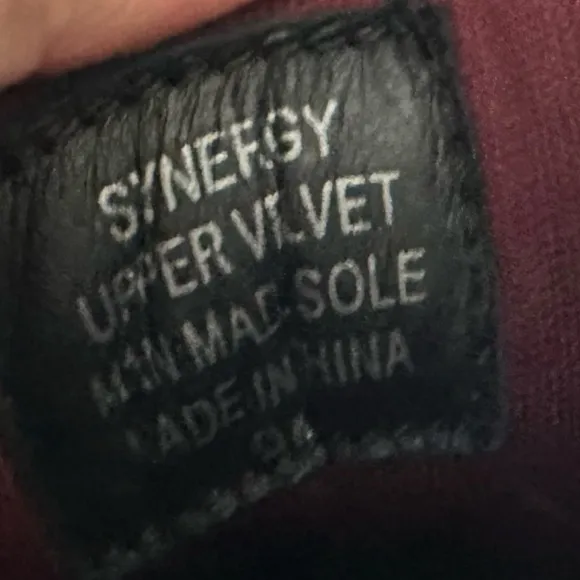 SYNERGY
UPPER VELVET
MAN MADE SOLE
MADE IN CHINA